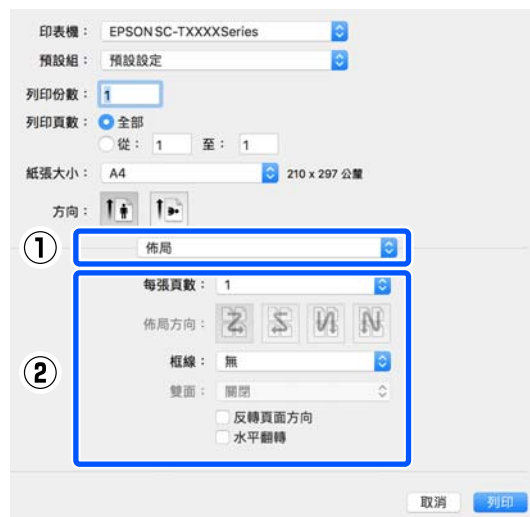 印表機： EPSON SC-TXXXXSeries
預設組： 預設設定
列印份數： 1
列印頁數： 全部
從： 1 至： 1
紙張大小： A4 210 x 297 公釐
方向：
① 佈局
每張頁數： 1
佈局方向：
② 框線： 無
雙面： 關閉
反轉頁面方向
水平翻轉
取消 列印